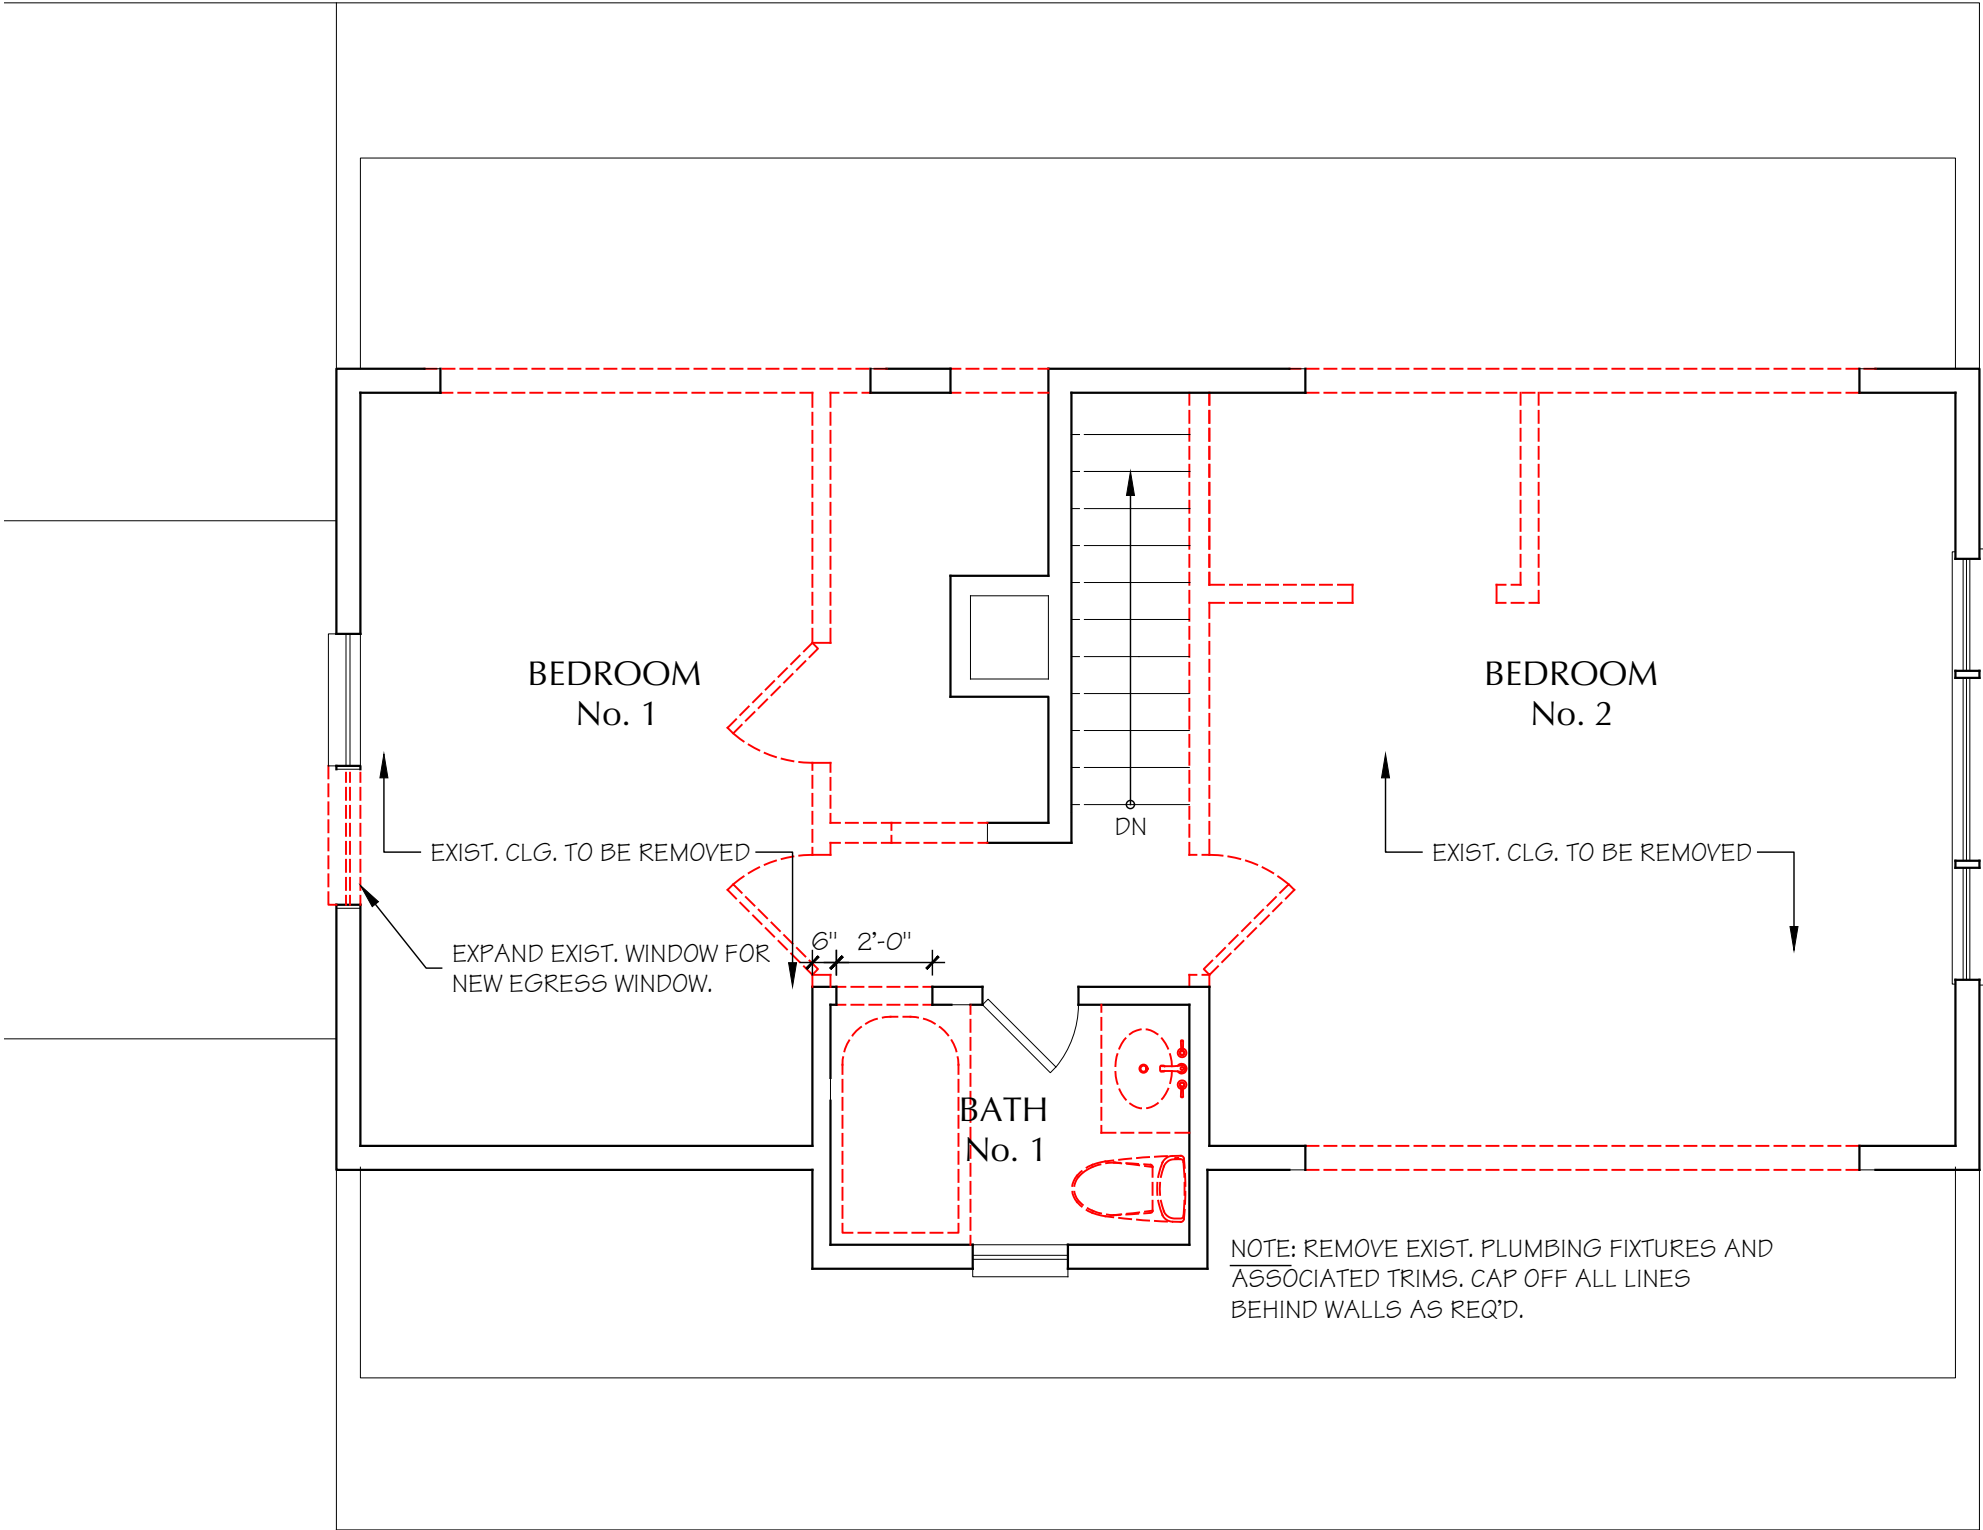 BEDROOM
No. 1
BEDROOM
No. 2
DN
EXIST. CLG. TO BE REMOVED
EXIST. CLG. TO BE REMOVED
6" 2'-0"
EXPAND EXIST. WINDOW FOR
NEW EGRESS WINDOW.
BATH
No. 1
NOTE: REMOVE EXIST. PLUMBING FIXTURES AND
ASSOCIATED TRIMS. CAP OFF ALL LINES
BEHIND WALLS AS REQ'D.